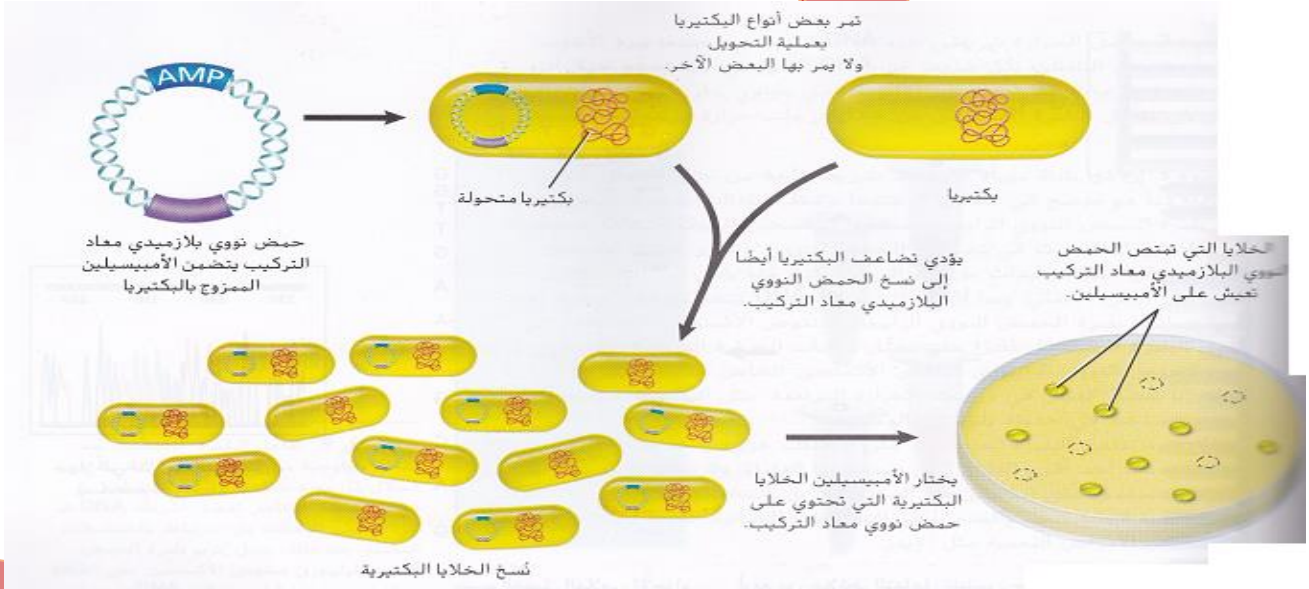 تمر بعض أنواع البكتيريا
بعملية التحويل
ولا يمر بها البعض الآخر.
AMP
بكتيريا متحولة
بكتيريا
حمض نووي بلازميدي معاد
التركيب يتضمن الأمبيسيلين
الممزوج بالبكتيريا
يؤدي تضاعف البكتيريا أيضًا
إلى نسخ الحمض النووي
البلازميدي معاد التركيب.
الخلايا التي تمتص الحمض
النووي البلازميدي معاد التركيب
تعيش على الأمبيسيلين.
يختار الأمبيسيلين الخلايا
البكتيرية التي تحتوي على
حمض نووي معاد التركيب.
نُسخ الخلايا البكتيرية